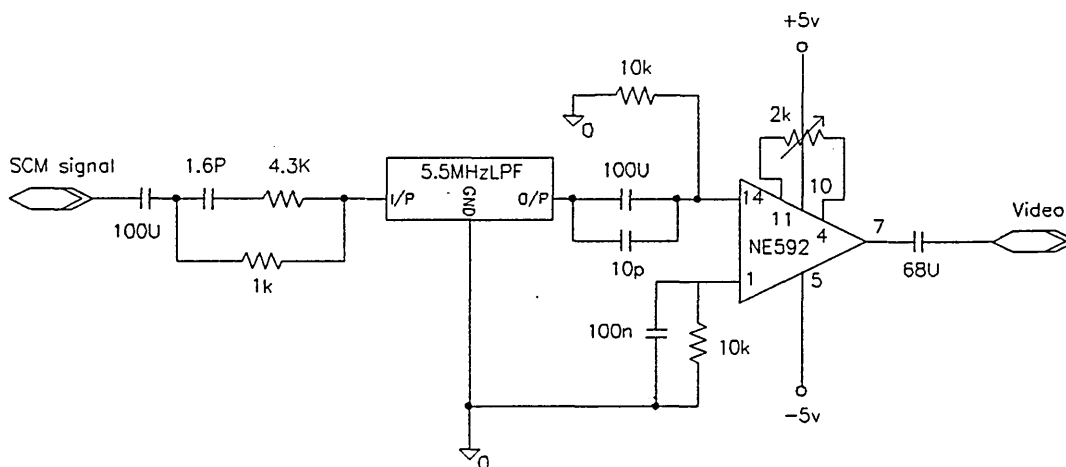 +5v
10k
0
2k
SCM signal
1.6P
4.3K
5.5MHzLPF
100U
10
14
11
Video
I/P
GND
O/P
4
7
100U
NE592
1k
10p
1
5
68U
100n
10k
-5v
0